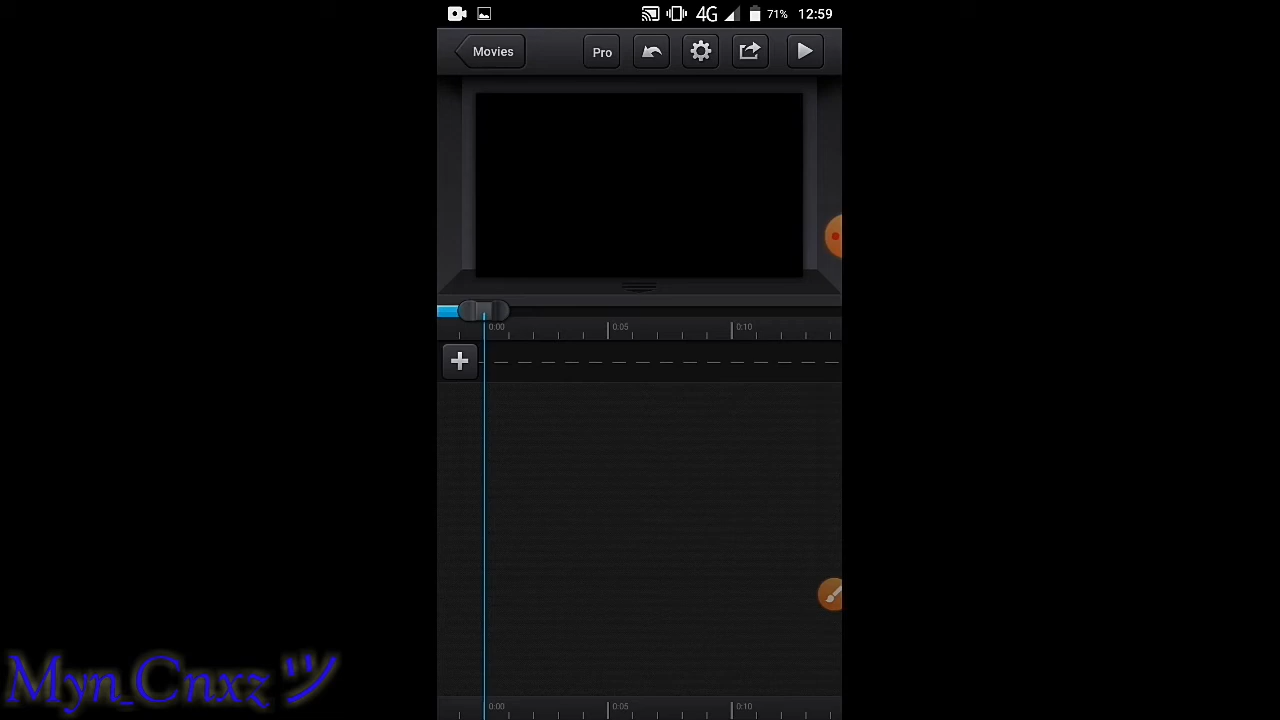 4G 71% 12:59
Movies Pro
0:00 0:05 0:10
0:00 0:05 0:10
Myn_Cnxz ツ